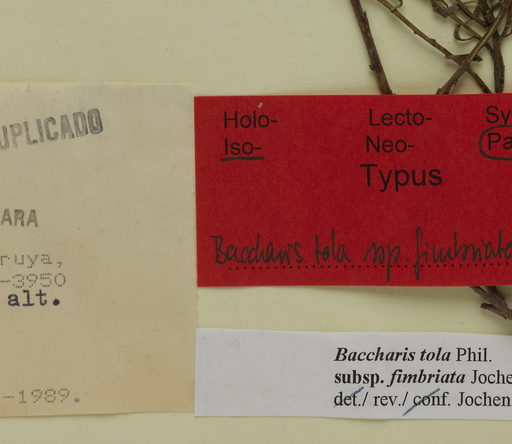 UPLICADO
ARA
ruya,
-3950
alt.
-1989.
Holo- Lecto- Sy
Iso- Neo- Pa
Typus
Baccharis tola ssp. fimbriata
Baccharis tola Phil.
subsp. fimbriata Joche
det./ rev./ conf. Jochen